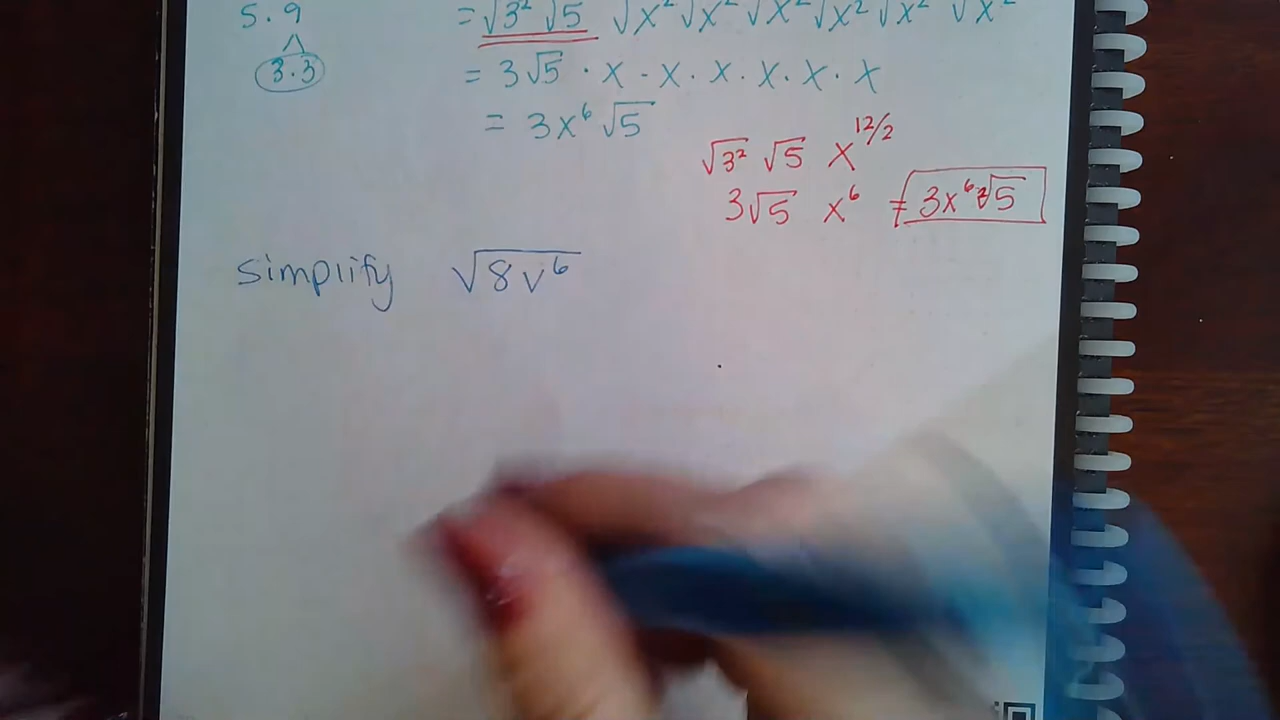 5.9 = √3² √5 √x² √x² √x² √x² √x² √x²
3.3 = 3√5 · x · x · x · x · x · x
= 3x⁶√5
√3² √5 x^12/2
3√5 x⁶ = 3x⁶√5
simplify √8v⁶